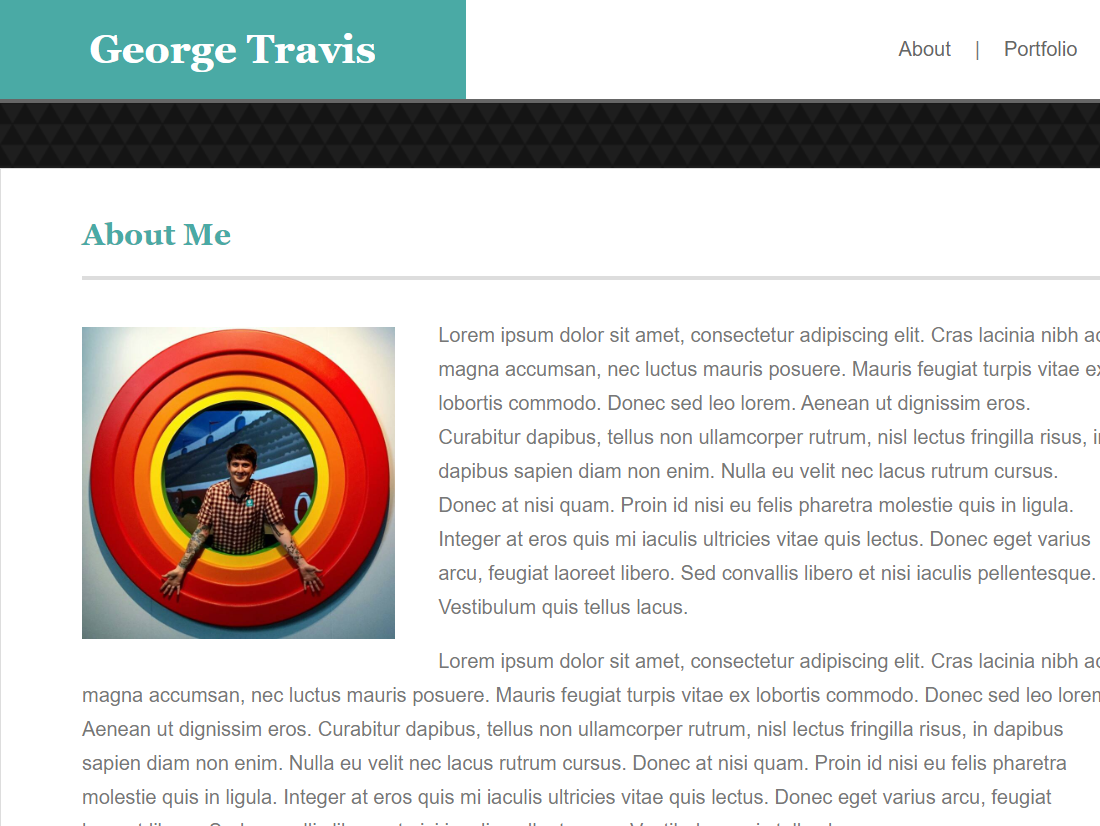 George Travis
About | Portfolio
About Me
Lorem ipsum dolor sit amet, consectetur adipiscing elit. Cras lacinia nibh ac
magna accumsan, nec luctus mauris posuere. Mauris feugiat turpis vitae ex
lobortis commodo. Donec sed leo lorem. Aenean ut dignissim eros.
Curabitur dapibus, tellus non ullamcorper rutrum, nisl lectus fringilla risus, in
dapibus sapien diam non enim. Nulla eu velit nec lacus rutrum cursus.
Donec at nisi quam. Proin id nisi eu felis pharetra molestie quis in ligula.
Integer at eros quis mi iaculis ultricies vitae quis lectus. Donec eget varius
arcu, feugiat laoreet libero. Sed convallis libero et nisi iaculis pellentesque.
Vestibulum quis tellus lacus.
Lorem ipsum dolor sit amet, consectetur adipiscing elit. Cras lacinia nibh ac
magna accumsan, nec luctus mauris posuere. Mauris feugiat turpis vitae ex lobortis commodo. Donec sed leo lorem
Aenean ut dignissim eros. Curabitur dapibus, tellus non ullamcorper rutrum, nisl lectus fringilla risus, in dapibus
sapien diam non enim. Nulla eu velit nec lacus rutrum cursus. Donec at nisi quam. Proin id nisi eu felis pharetra
molestie quis in ligula. Integer at eros quis mi iaculis ultricies vitae quis lectus. Donec eget varius arcu, feugiat